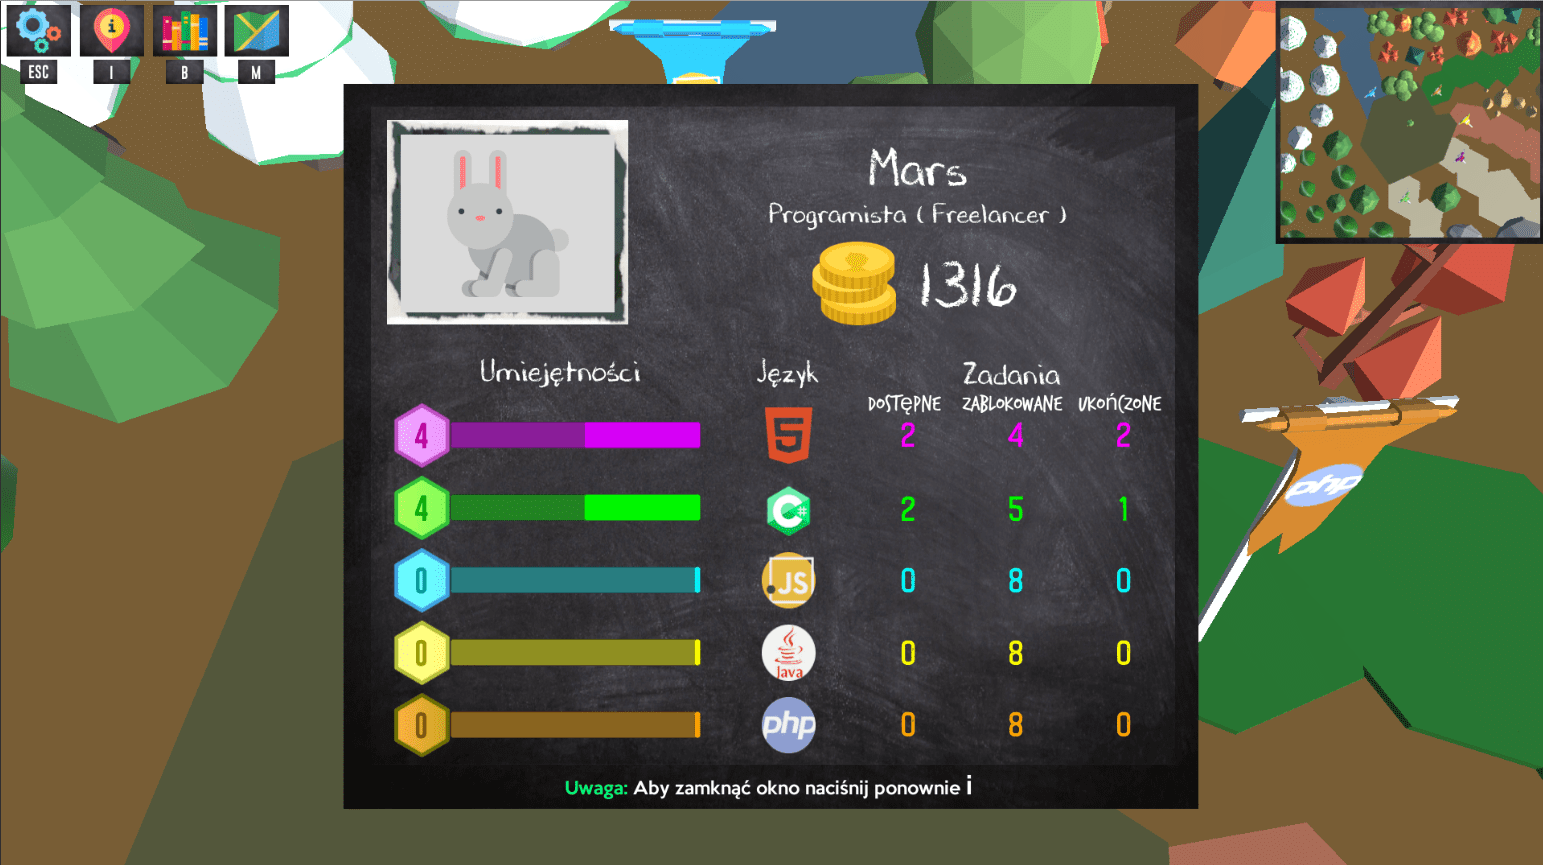 ESC
I
B
M
Mars
Programista ( Freelancer )
1316
Umiejętności
Język
Zadania
DOSTĘPNE
ZABLOKOWANE
UKOŃCZONE
4
5
2
4
2
4
C#
2
5
1
0
JS
0
8
0
0
Java
0
8
0
0
php
0
8
0
Uwaga: Aby zamknąć okno naciśnij ponownie i
php